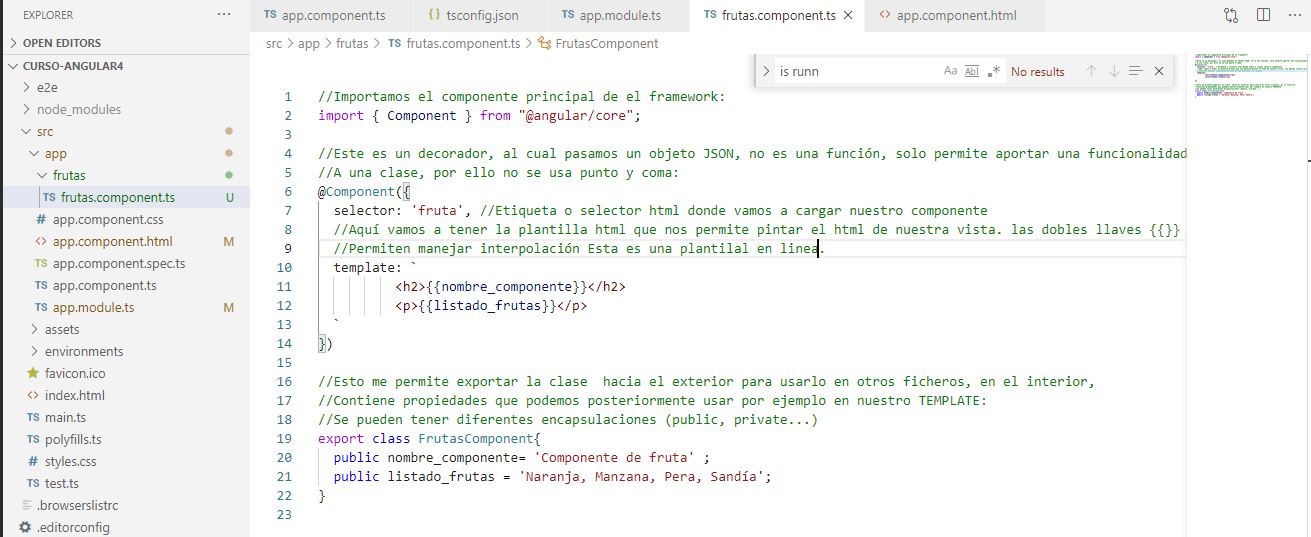 EXPLORER
OPEN EDITORS
CURSO-ANGULAR4
e2e
node_modules
src
app
frutas
TS frutas.component.ts U
# app.component.css
<> app.component.html M
TS app.component.spec.ts
TS app.component.ts
TS app.module.ts M
assets
environments
favicon.ico
<> index.html
TS main.ts
TS polyfills.ts
# styles.css
TS test.ts
.browserslistrc
.editorconfig
TS app.component.ts {} tsconfig.json TS app.module.ts TS frutas.component.ts <> app.component.html
src > app > frutas > TS frutas.component.ts > FrutasComponent
is runn Aa Abl .* No results
1 //Importamos el componente principal de el framework:
2 import { Component } from "@angular/core";
3
4 //Este es un decorador, al cual pasamos un objeto JSON, no es una función, solo permite aportar una funcionalidad
5 //A una clase, por ello no se usa punto y coma:
6 @Component({
7 selector: 'fruta', //Etiqueta o selector html donde vamos a cargar nuestro componente
8 //Aquí vamos a tener la plantilla html que nos permite pintar el html de nuestra vista. las dobles llaves {{}}
9 //Permiten manejar interpolación Esta es una plantilal en linea.
10 template: `
11 <h2>{{nombre_componente}}</h2>
12 <p>{{listado_frutas}}</p>
13 `
14 })
15
16 //Esto me permite exportar la clase  hacia el exterior para usarlo en otros ficheros, en el interior,
17 //Contiene propiedades que podemos posteriormente usar por ejemplo en nuestro TEMPLATE:
18 //Se pueden tener diferentes encapsulaciones (public, private...)
19 export class FrutasComponent{
20 public nombre_componente= 'Componente de fruta' ;
21 public listado_frutas = 'Naranja, Manzana, Pera, Sandía';
22 }
23